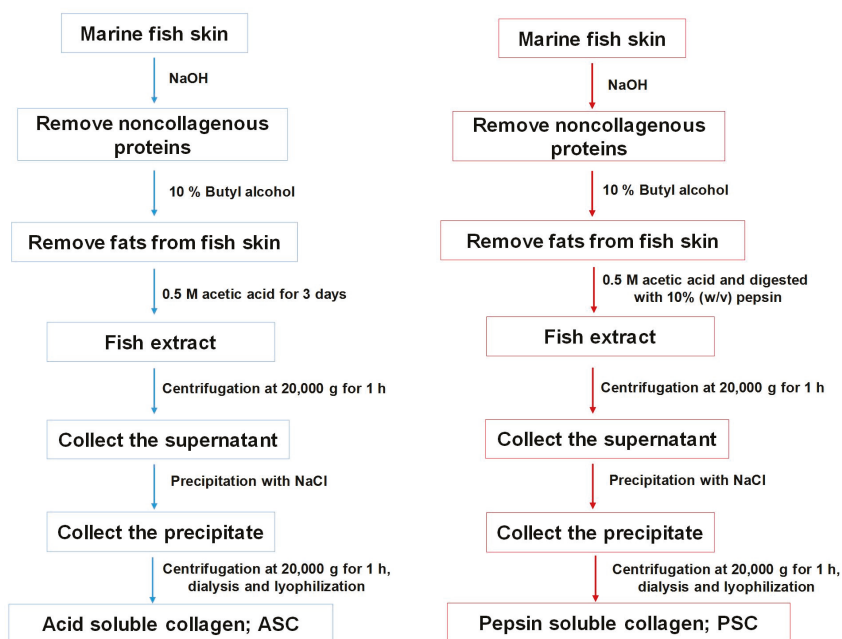 Marine fish skin
NaOH
Remove noncollagenous
proteins
10 % Butyl alcohol
Remove fats from fish skin
0.5 M acetic acid for 3 days
Fish extract
Centrifugation at 20,000 g for 1 h
Collect the supernatant
Precipitation with NaCl
Collect the precipitate
Centrifugation at 20,000 g for 1 h,
dialysis and lyophilization
Acid soluble collagen; ASC
Marine fish skin
NaOH
Remove noncollagenous
proteins
10 % Butyl alcohol
Remove fats from fish skin
0.5 M acetic acid and digested
with 10% (w/v) pepsin
Fish extract
Centrifugation at 20,000 g for 1 h
Collect the supernatant
Precipitation with NaCl
Collect the precipitate
Centrifugation at 20,000 g for 1 h,
dialysis and lyophilization
Pepsin soluble collagen; PSC